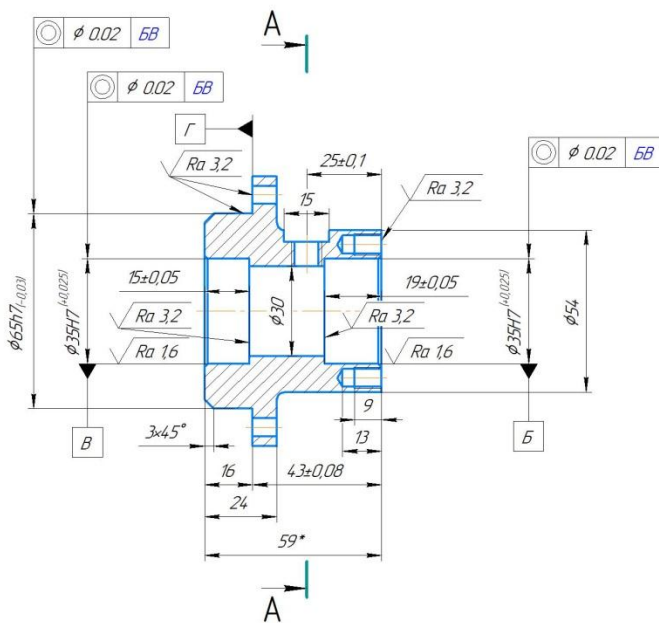 ⌀ 0.02 БВ
А
⌀ 0.02 БВ
Г
Ra 3,2
25±0,1
⌀ 0.02 БВ
15
Ra 3,2
15±0,05
19±0,05
⌀65h7(-0,03)
⌀35H7(+0,025)
⌀30
⌀35H7(+0,025)
⌀54
Ra 3,2
Ra 3,2
Ra 1,6
Ra 1,6
В
9
Б
3×45°
13
16
43±0,08
24
59*
А